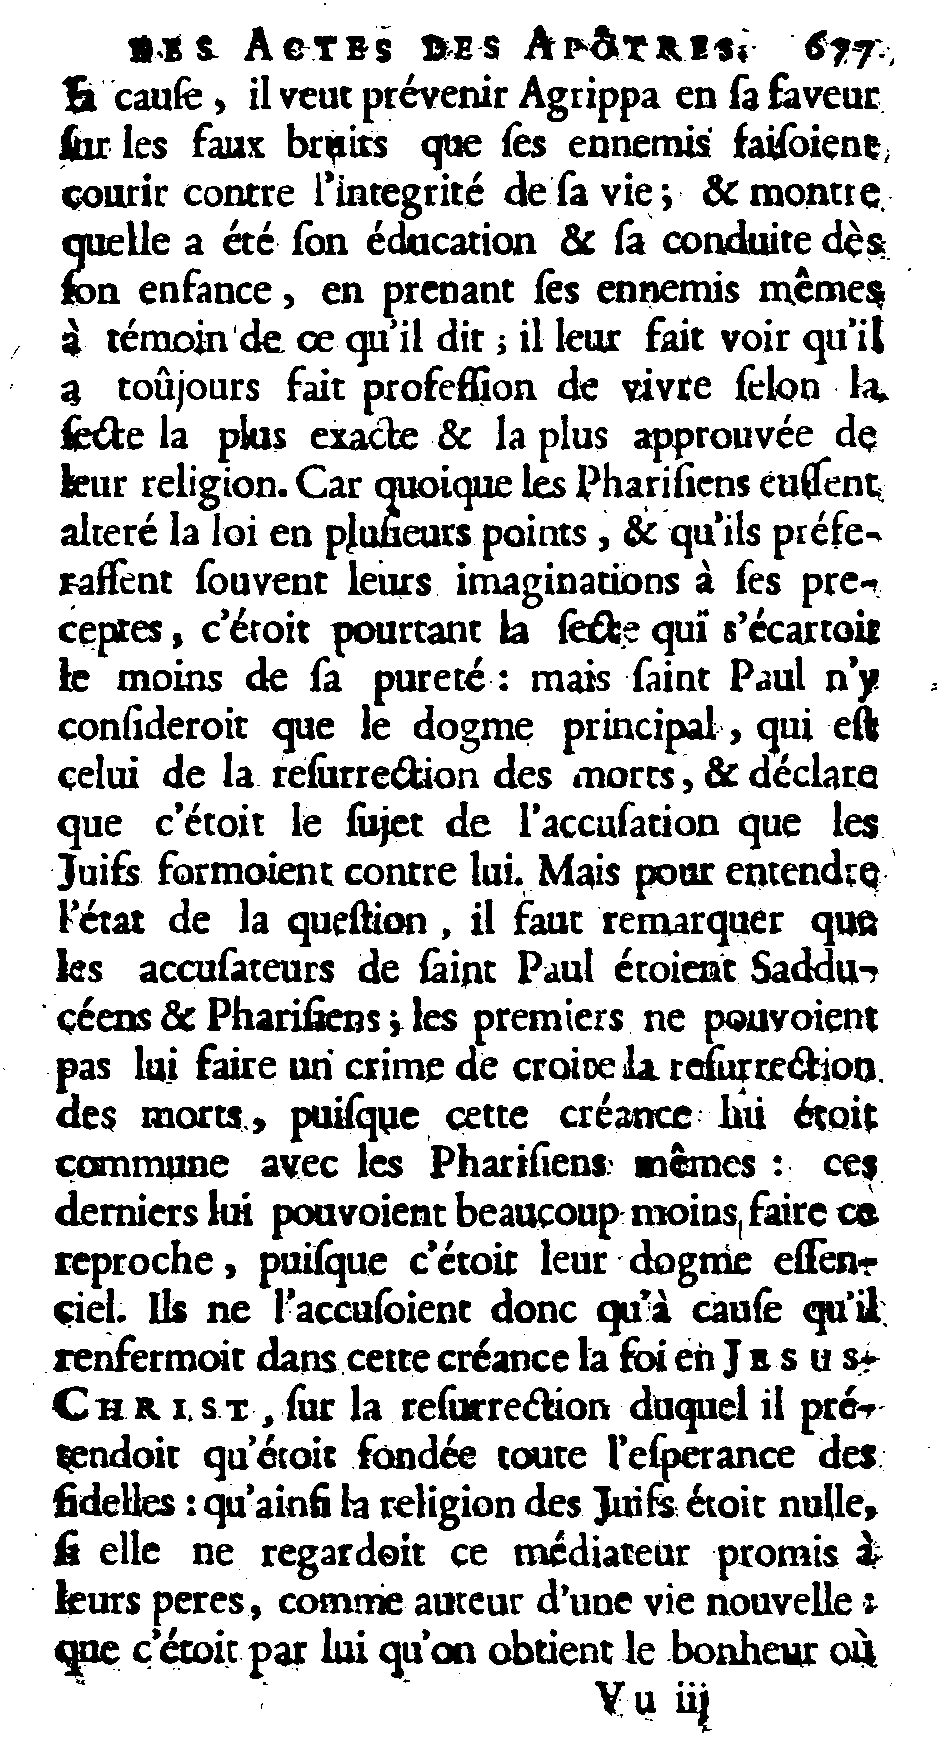 DES ACTES DES APÔTRES. 677
sa cause, il veut prévenir Agrippa en sa faveur
sur les faux bruits que ses ennemis faisoient
courir contre l'integrité de sa vie; & montre
quelle a été son éducation & sa conduite dès
son enfance, en prenant ses ennemis mêmes
à témoin de ce qu'il dit; il leur fait voir qu'il
a toûjours fait profession de vivre selon la
secte la plus exacte & la plus approuvée de
leur religion. Car quoique les Pharisiens eussent
alteré la loi en plusieurs points, & qu'ils préfe-
rassent souvent leurs imaginations à ses pre-
ceptes, c'étoit pourtant la secte qui s'écartoit
le moins de sa pureté: mais saint Paul n'y
consideroit que le dogme principal, qui est
celui de la resurrection des morts, & déclare
que c'étoit le sujet de l'accusation que les
Juifs formoient contre lui. Mais pour entendre
l'état de la question, il faut remarquer que
les accusateurs de saint Paul étoient Saddu-
céens & Pharisiens; les premiers ne pouvoient
pas lui faire un crime de croire la resurrection
des morts, puisque cette créance lui étoit
commune avec les Pharisiens mêmes: ces
derniers lui pouvoient beaucoup moins faire ce
reproche, puisque c'étoit leur dogme essen-
ciel. Ils ne l'accusoient donc qu'à cause qu'il
renfermoit dans cette créance la foi en JESUS-
CHRIST, sur la resurrection duquel il pré-
tendoit qu'étoit fondée toute l'esperance des
fidelles: qu'ainsi la religion des Juifs étoit nulle,
si elle ne regardoit ce médiateur promis à
leurs peres, comme auteur d'une vie nouvelle:
que c'étoit par lui qu'on obtient le bonheur où
Vu iij